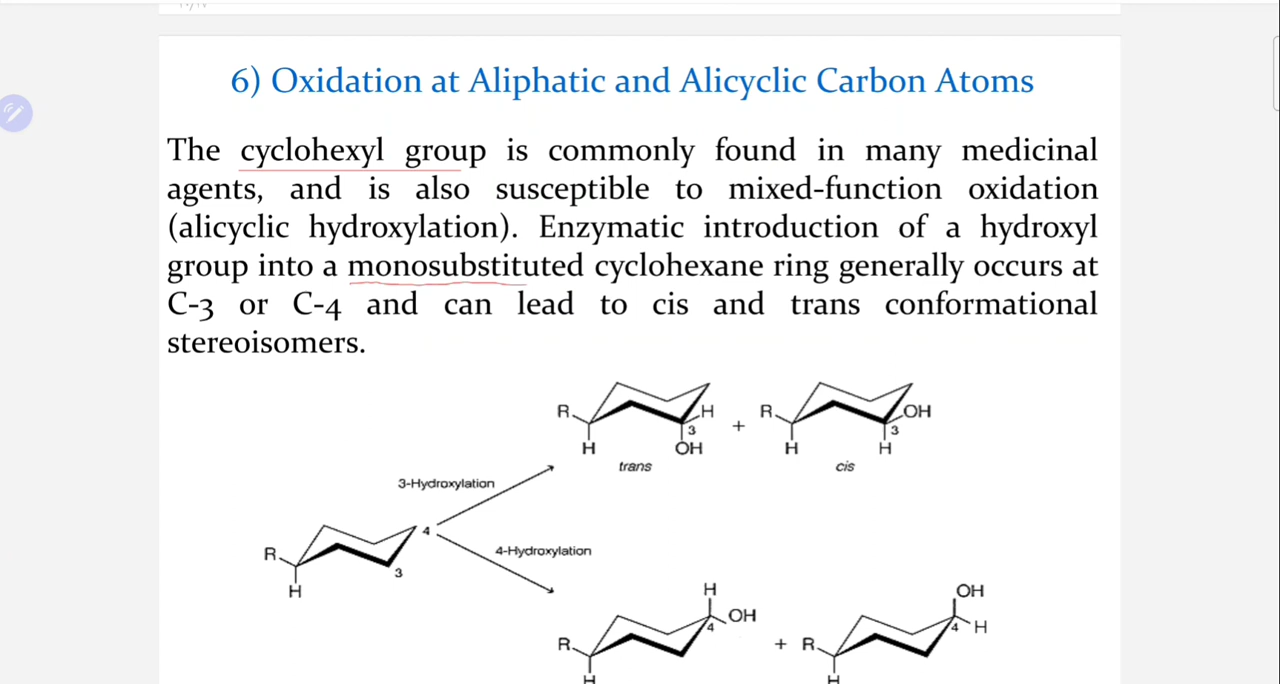 6) Oxidation at Aliphatic and Alicyclic Carbon Atoms
The cyclohexyl group is commonly found in many medicinal
agents, and is also susceptible to mixed-function oxidation
(alicyclic hydroxylation). Enzymatic introduction of a hydroxyl
group into a monosubstituted cyclohexane ring generally occurs at
C-3 or C-4 and can lead to cis and trans conformational
stereoisomers.
R H 3 H OH + R OH 3 H
trans cis
3-Hydroxylation
R H 4 3
4-Hydroxylation
R H H OH 4 + R H OH 4 H